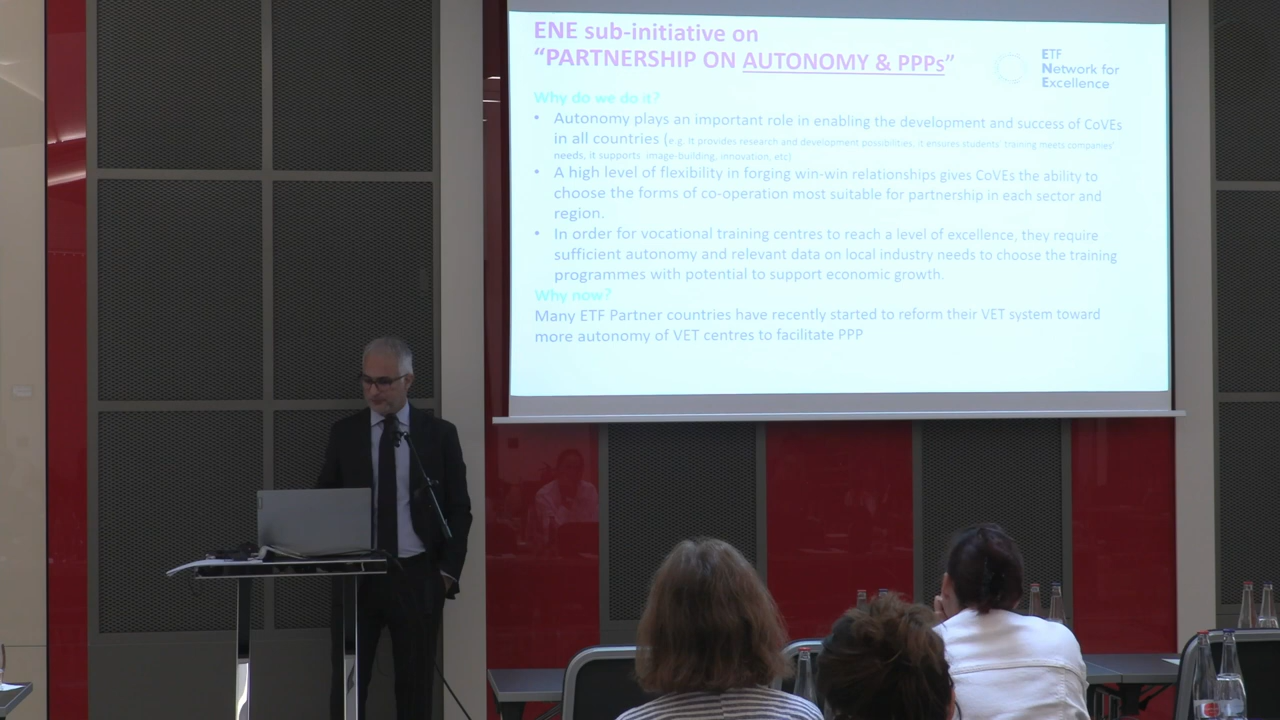 ENE sub-initiative on
“PARTNERSHIP ON AUTONOMY & PPPs”
ETF
Network for
Excellence
Why do we do it?
• Autonomy plays an important role in enabling the development and success of CoVEs
in all countries (e.g. It provides research and development possibilities, it ensures students' training meets companies'
needs, it supports image-building, innovation, etc)
• A high level of flexibility in forging win-win relationships gives CoVEs the ability to
choose the forms of co-operation most suitable for partnership in each sector and
region.
• In order for vocational training centres to reach a level of excellence, they require
sufficient autonomy and relevant data on local industry needs to choose the training
programmes with potential to support economic growth.
Why now?
Many ETF Partner countries have recently started to reform their VET system toward
more autonomy of VET centres to facilitate PPP